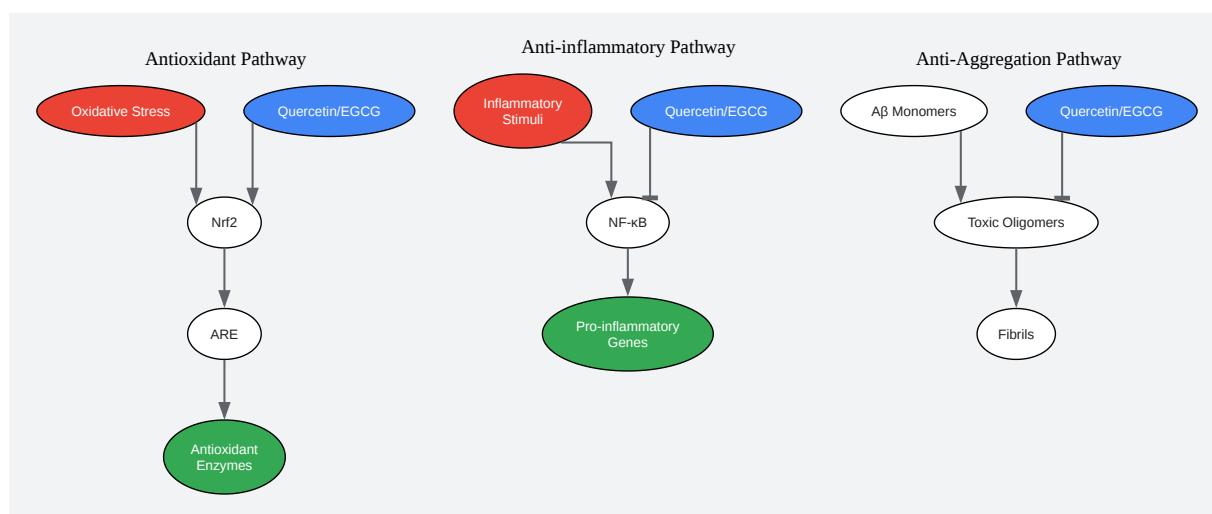 Antioxidant Pathway
Oxidative Stress
Quercetin/EGCG
Nrf2
ARE
Antioxidant
Enzymes
Anti-inflammatory Pathway
Inflammatory
Stimuli
Quercetin/EGCG
NF-κB
Pro-inflammatory
Genes
Anti-Aggregation Pathway
Aβ Monomers
Quercetin/EGCG
Toxic Oligomers
Fibrils